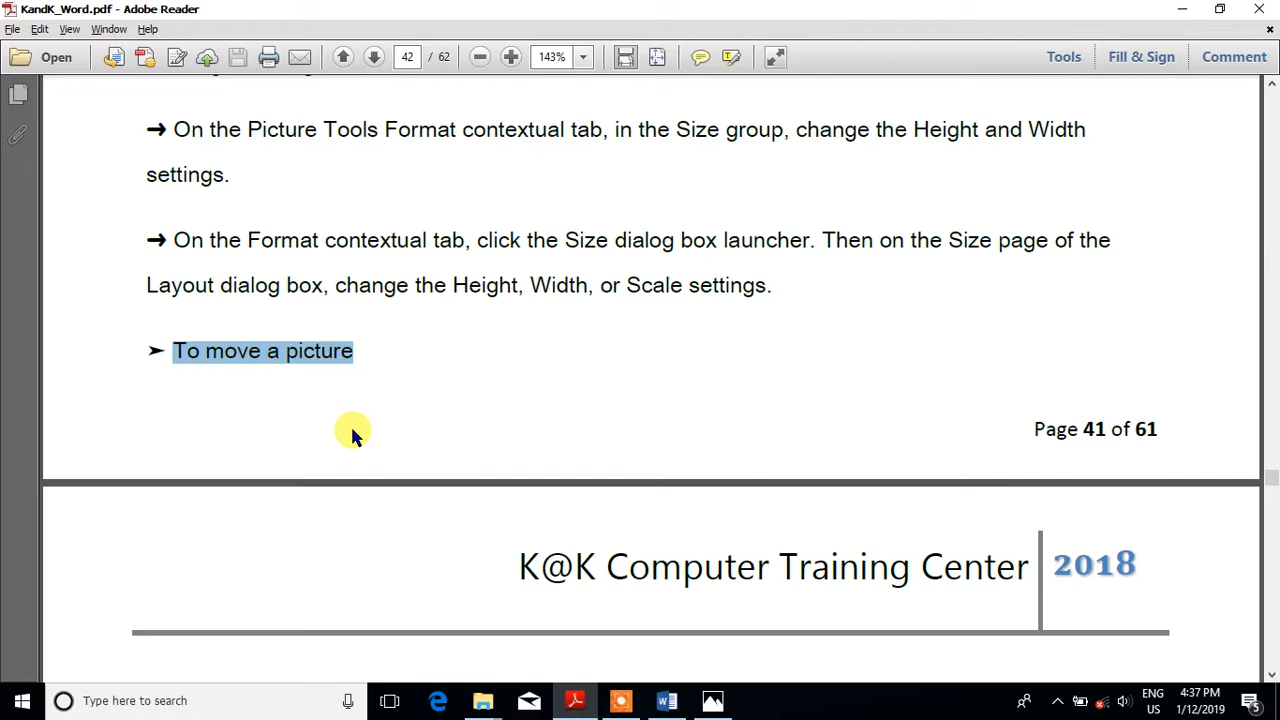 KandK_Word.pdf - Adobe Reader
File Edit View Window Help
Open 42 / 62 143% Tools Fill & Sign Comment
➜ On the Picture Tools Format contextual tab, in the Size group, change the Height and Width
settings.
➜ On the Format contextual tab, click the Size dialog box launcher. Then on the Size page of the
Layout dialog box, change the Height, Width, or Scale settings.
➢ To move a picture
Page 41 of 61
K@K Computer Training Center 2018
Type here to search
ENG 4:37 PM
US 1/12/2019 5